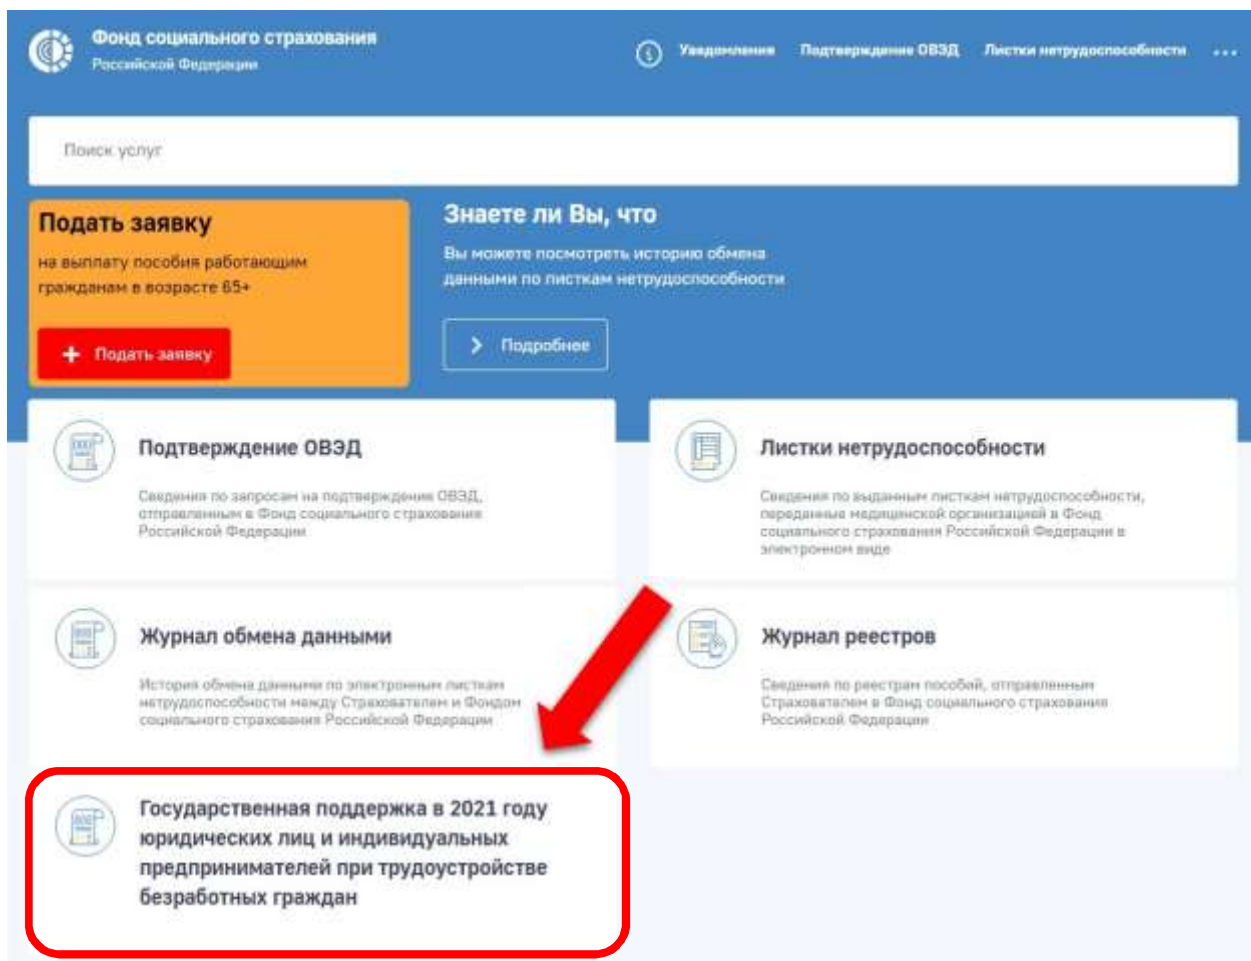 Фонд социального страхования
Российской Федерации
Уведомления Подтверждение ОВЭД Листки нетрудоспособности ...
Поиск услуг
Подать заявку
на выплату пособия работающим
гражданам в возрасте 65+
+ Подать заявку
Знаете ли Вы, что
Вы можете посмотреть историю обмена
данными по листкам нетрудоспособности
> Подробнее
Подтверждение ОВЭД
Сведения по запросам на подтверждение ОВЭД,
отправленным в Фонд социального страхования
Российской Федерации
Листки нетрудоспособности
Сведения по выданным листкам нетрудоспособности,
переданные медицинской организацией в Фонд
социального страхования Российской Федерации в
электронном виде
Журнал обмена данными
История обмена данными по электронным листкам
нетрудоспособности между Страхователем и Фондом
социального страхования Российской Федерации
Журнал реестров
Сведения по реестрам пособий, отправленным
Страхователем в Фонд социального страхования
Российской Федерации
Государственная поддержка в 2021 году
юридических лиц и индивидуальных
предпринимателей при трудоустройстве
безработных граждан